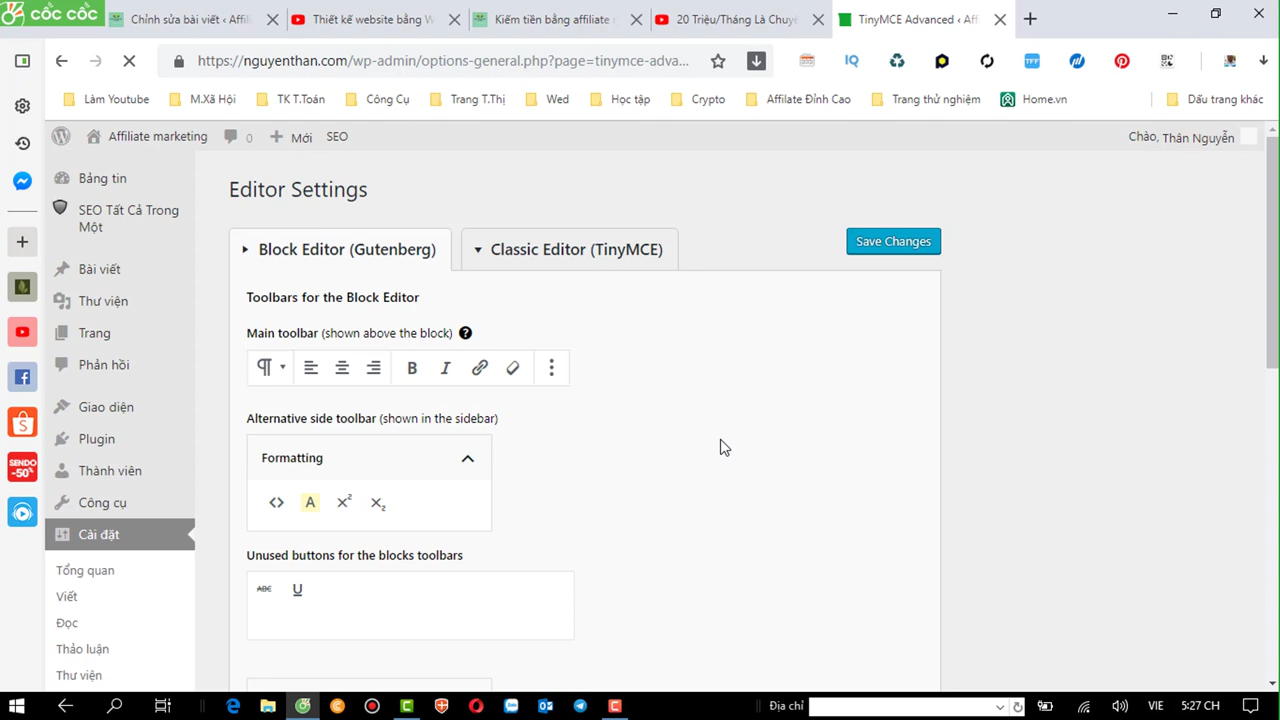 cốc cốc
Chỉnh sửa bài viết ‹ Affil
Thiết kế website bằng W
Kiếm tiền bằng affiliate
20 Triệu/Tháng Là Chuyệ
TinyMCE Advanced ‹ Aff
https://nguyenthan.com/wp-admin/options-general.php?page=tinymce-adva...
IQ
TFF
Làm Youtube
M.Xã Hội
TK T.Toán
Công Cụ
Trang T.Thị
Wed
Học tập
Crypto
Affilate Đỉnh Cao
Trang thử nghiệm
Home.vn
Dấu trang khác
Affiliate marketing
0
Mới
SEO
Chào, Thân Nguyễn
Bảng tin
SEO Tất Cả Trong
Một
Bài viết
Thư viện
Trang
Phản hồi
Giao diện
Plugin
Thành viên
Công cụ
Cài đặt
Tổng quan
Viết
Đọc
Thảo luận
Thư viện
SENDO
-50%
Editor Settings
Block Editor (Gutenberg)
Classic Editor (TinyMCE)
Save Changes
Toolbars for the Block Editor
Main toolbar (shown above the block) ?
B I
Alternative side toolbar (shown in the sidebar)
Formatting
A X² X₂
Unused buttons for the blocks toolbars
ABC U
Địa chỉ
VIE
5:27 CH